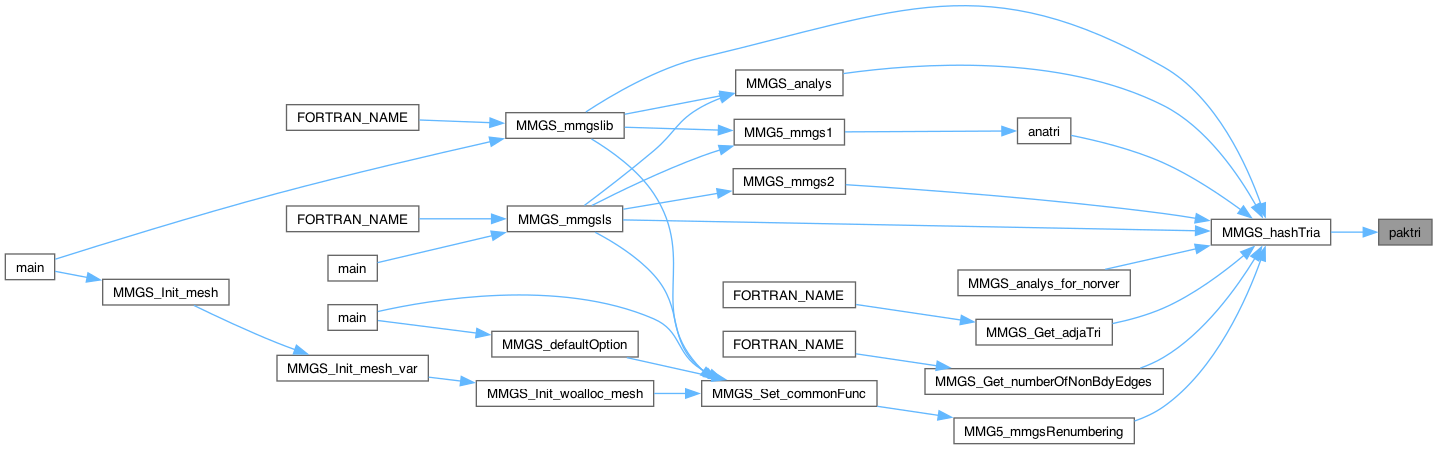 MMGS_analys
FORTRAN_NAME
MMGS_mmgslib
MMG5_mmgs1
anatri
MMGS_mmgs2
FORTRAN_NAME
MMGS_mmgsls
MMGS_hashTria
paktri
main
main
MMGS_Init_mesh
MMGS_analys_for_norver
FORTRAN_NAME
main
MMGS_Get_adjaTri
MMGS_defaultOption
FORTRAN_NAME
MMGS_Init_mesh_var
MMGS_Get_numberOfNonBdyEdges
MMGS_Init_woalloc_mesh
MMGS_Set_commonFunc
MMG5_mmgsRenumbering